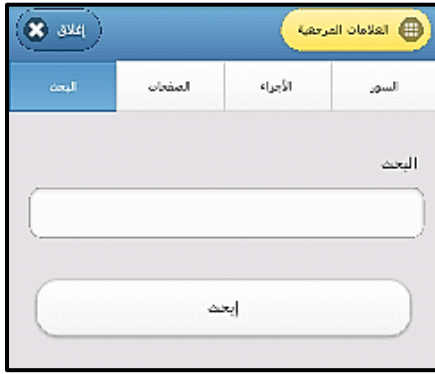 العلامات المرجعية إغلاق
السور الأجزاء الصفحات البحث
البحث
إبحث